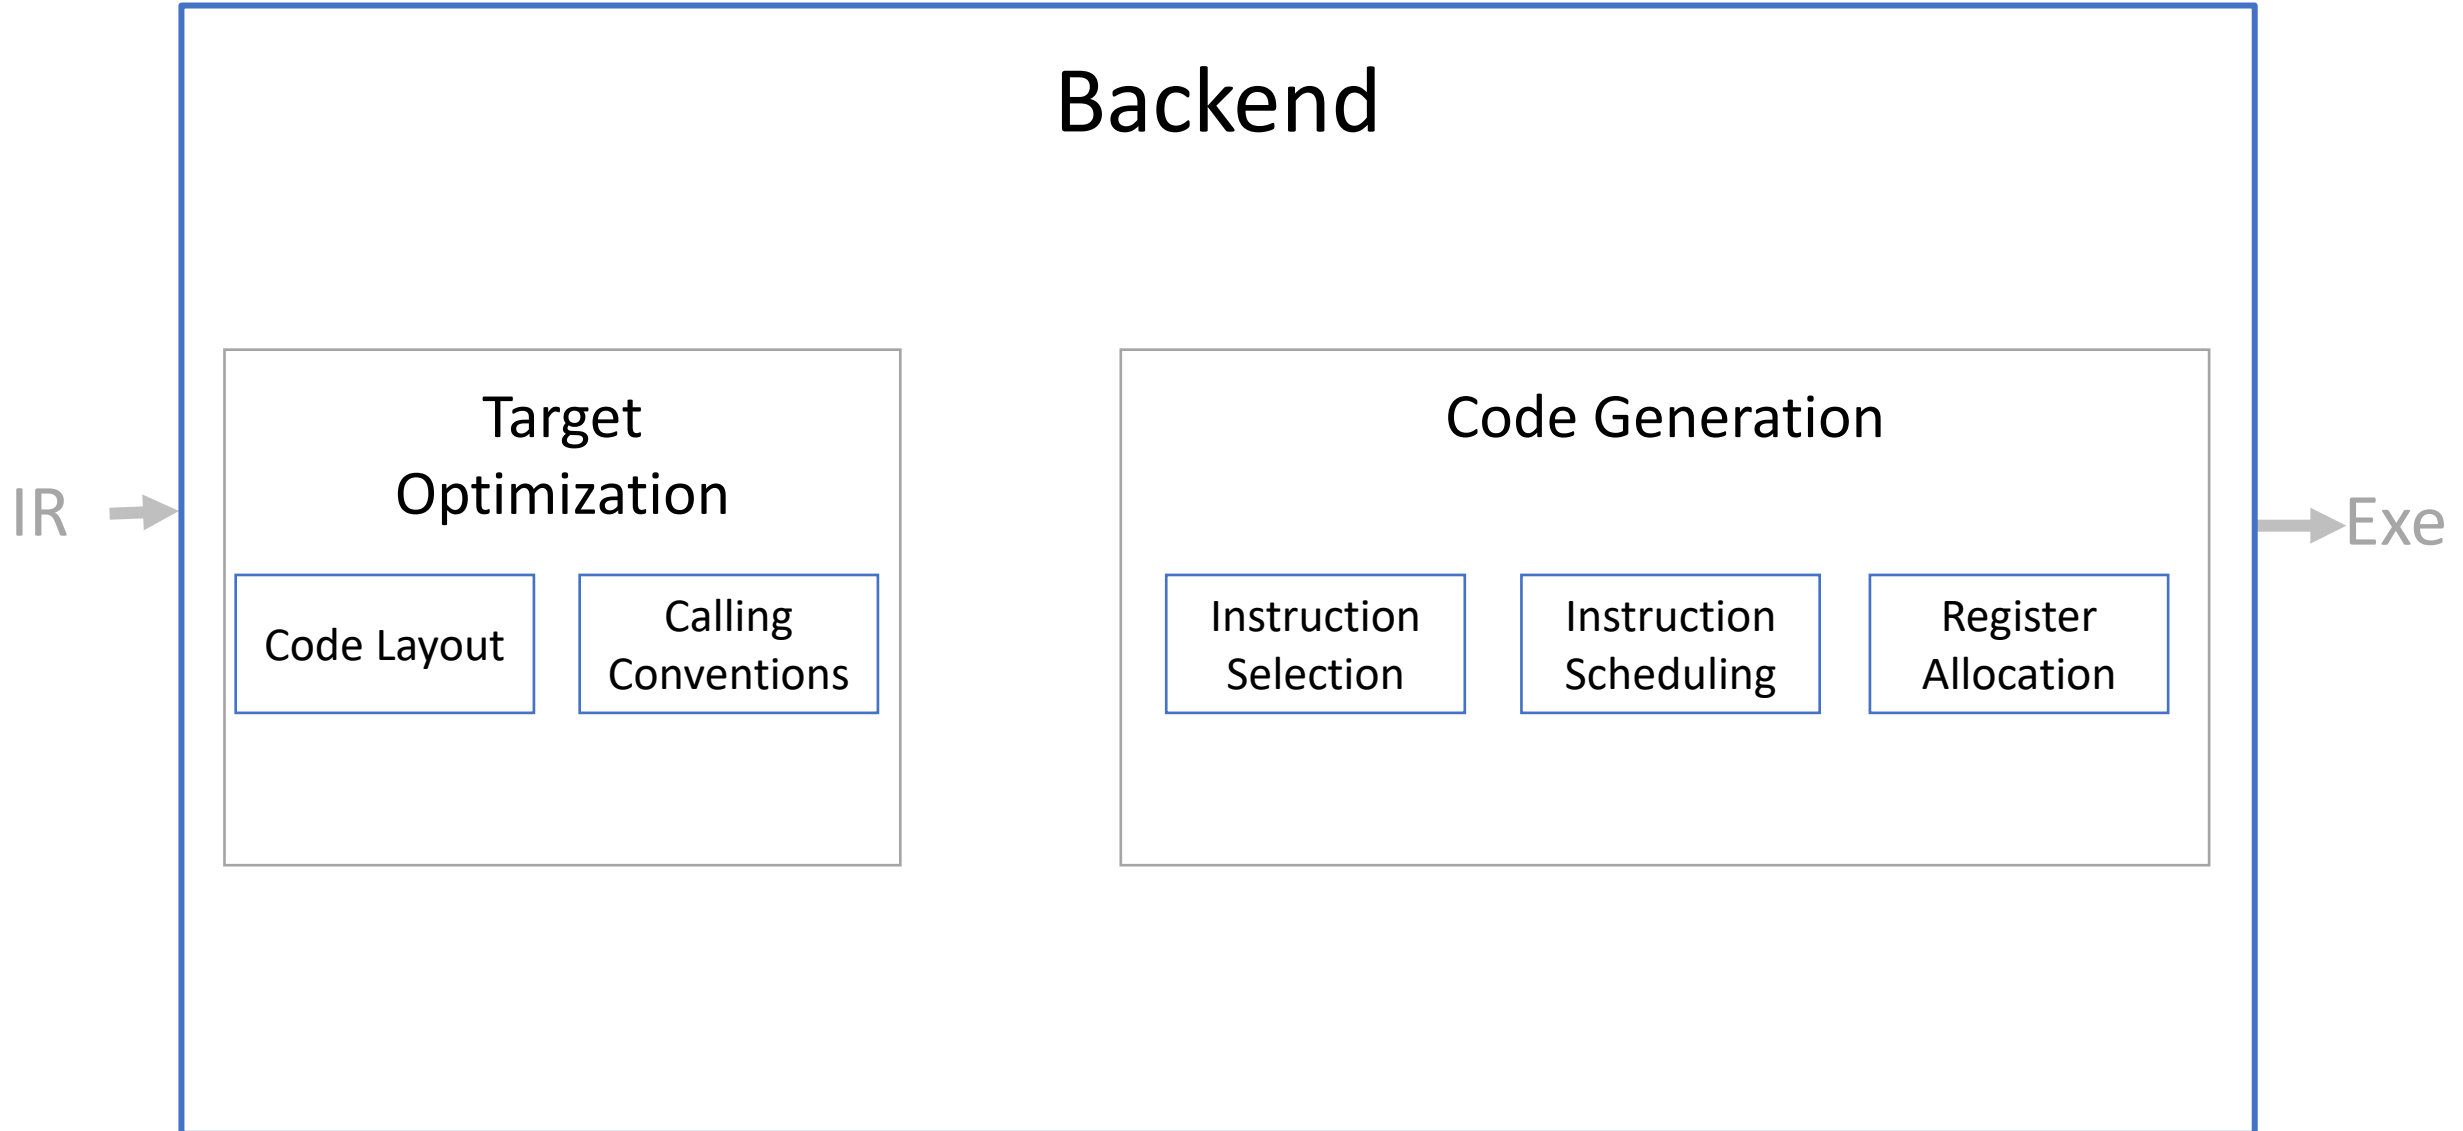 Backend
IR
Target
Optimization
Code Layout
Calling
Conventions
Code Generation
Instruction
Selection
Instruction
Scheduling
Register
Allocation
Exe